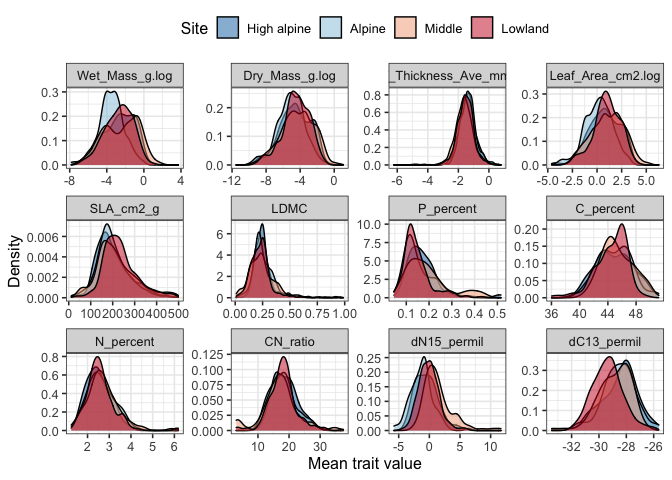 Site High alpine Alpine Middle Lowland
Wet_Mass_g.log Dry_Mass_g.log _Thickness_Ave_mm Leaf_Area_cm2.log
0.3 0.2 0.1 0.0 0.2 0.1 0.0 0.8 0.6 0.4 0.2 0.0 0.3 0.2 0.1 0.0
-8 -4 0 4 -12 -8 -4 0 -6 -4 -2 0 -5.0 -2.5 0.0 2.5 5.0
SLA_cm2_g LDMC P_percent C_percent
0.006 0.004 0.002 0.000 6 4 2 0 10.0 7.5 5.0 2.5 0.0 0.20 0.15 0.10 0.05 0.00
0 100 200 300 400 500 0.00 0.25 0.50 0.75 1.00 0.1 0.2 0.3 0.4 0.5 36 40 44 48
N_percent CN_ratio dN15_permil dC13_permil
0.8 0.6 0.4 0.2 0.0 0.125 0.100 0.075 0.050 0.025 0.000 0.25 0.20 0.15 0.10 0.05 0.00 0.3 0.2 0.1 0.0
2 3 4 5 6 10 20 30 -5 0 5 10 -32 -30 -28 -26
Density
Mean trait value